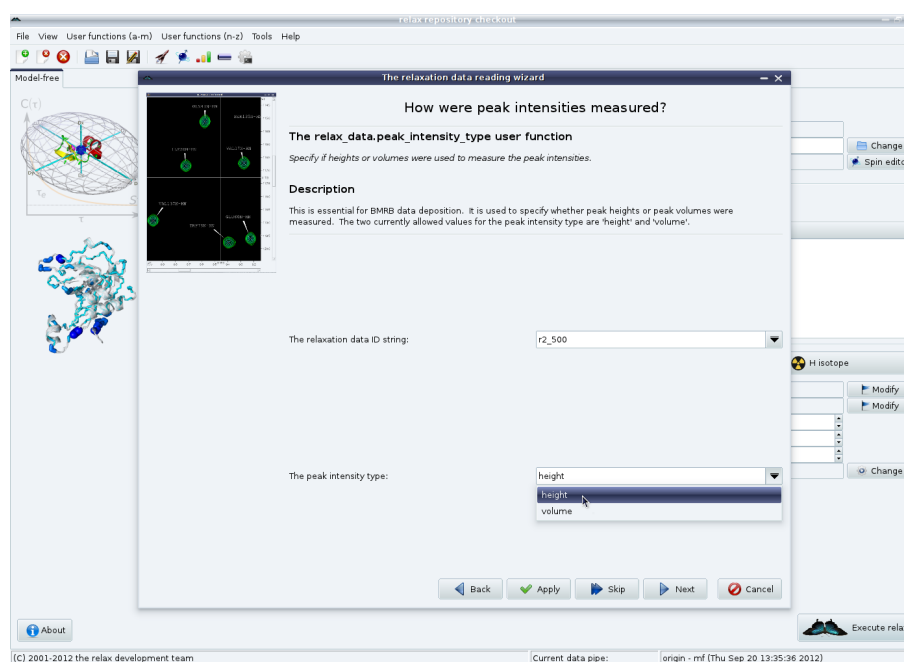 relax repository checkout
File View User functions (a-m) User functions (n-z) Tools Help
Model-free
The relaxation data reading wizard
C(τ)
τ
How were peak intensities measured?
The relax_data.peak_intensity_type user function
Specify if heights or volumes were used to measure the peak intensities.
Description
This is essential for BMRB data deposition. It is used to specify whether peak heights or peak volumes were
measured. The two currently allowed values for the peak intensity type are 'height' and 'volume'.
Change
Spin edito
The relaxation data ID string:
r2_500
H isotope
Modify
Modify
Change
The peak intensity type:
height
height
volume
Back
Apply
Skip
Next
Cancel
About
Execute rela
(C) 2001-2012 the relax development team
Current data pipe:
origin - mf (Thu Sep 20 13:35:36 2012)